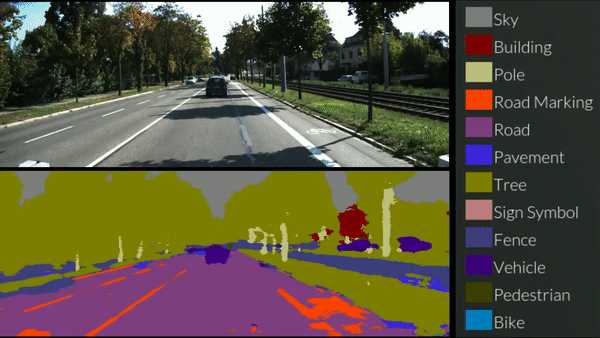 Sky
Building
Pole
Road Marking
Road
Pavement
Tree
Sign Symbol
Fence
Vehicle
Pedestrian
Bike